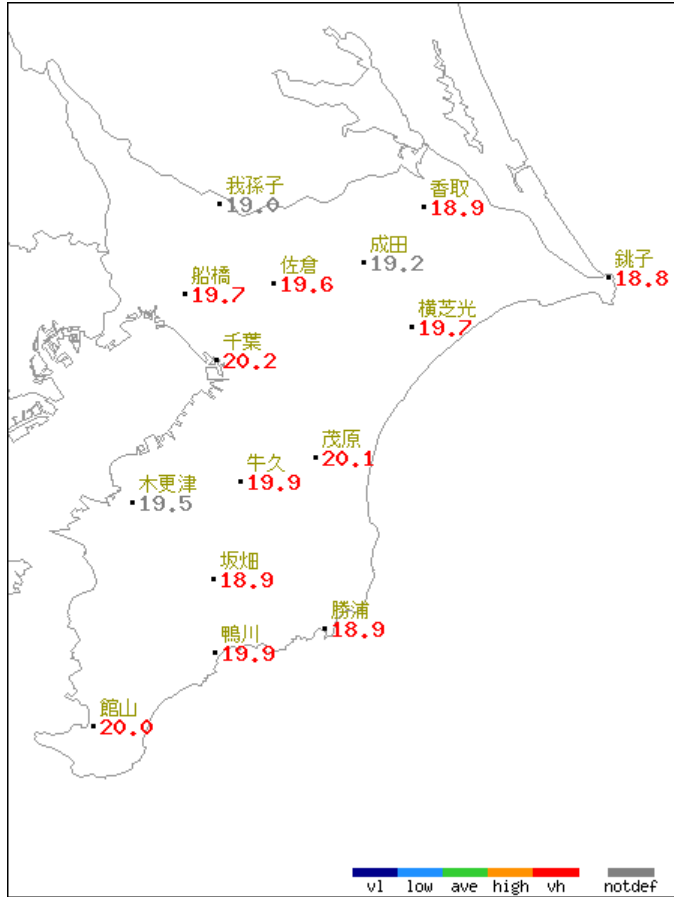 我孫子
19.0
香取
18.9
成田
19.2
銚子
18.8
船橋
19.7
佐倉
19.6
横芝光
19.7
千葉
20.2
茂原
20.1
牛久
19.9
木更津
19.5
坂畑
18.9
勝浦
18.9
鴨川
19.9
館山
20.0
vl low ave high vh notdef